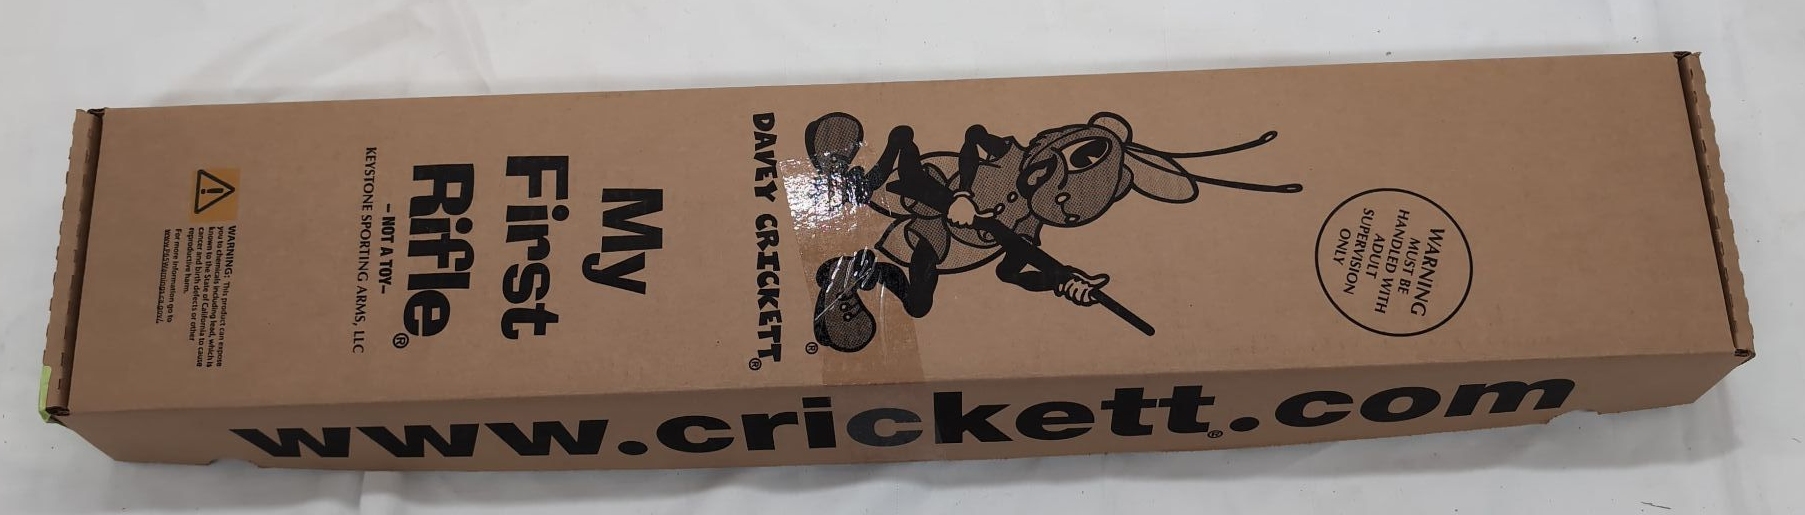 WARNING
MUST BE
HANDLED WITH
ADULT
SUPERVISION
ONLY
DAVEY CRICKETT®
®
My
First
Rifle®
– NOT A TOY–
KEYSTONE SPORTING ARMS, LLC
WARNING: This product can expose
you to chemicals including lead, which is
known to the State of California to cause
cancer and birth defects or other
reproductive harm.
For more information go to
www.P65Warnings.ca.gov/.
www.crickett®.com